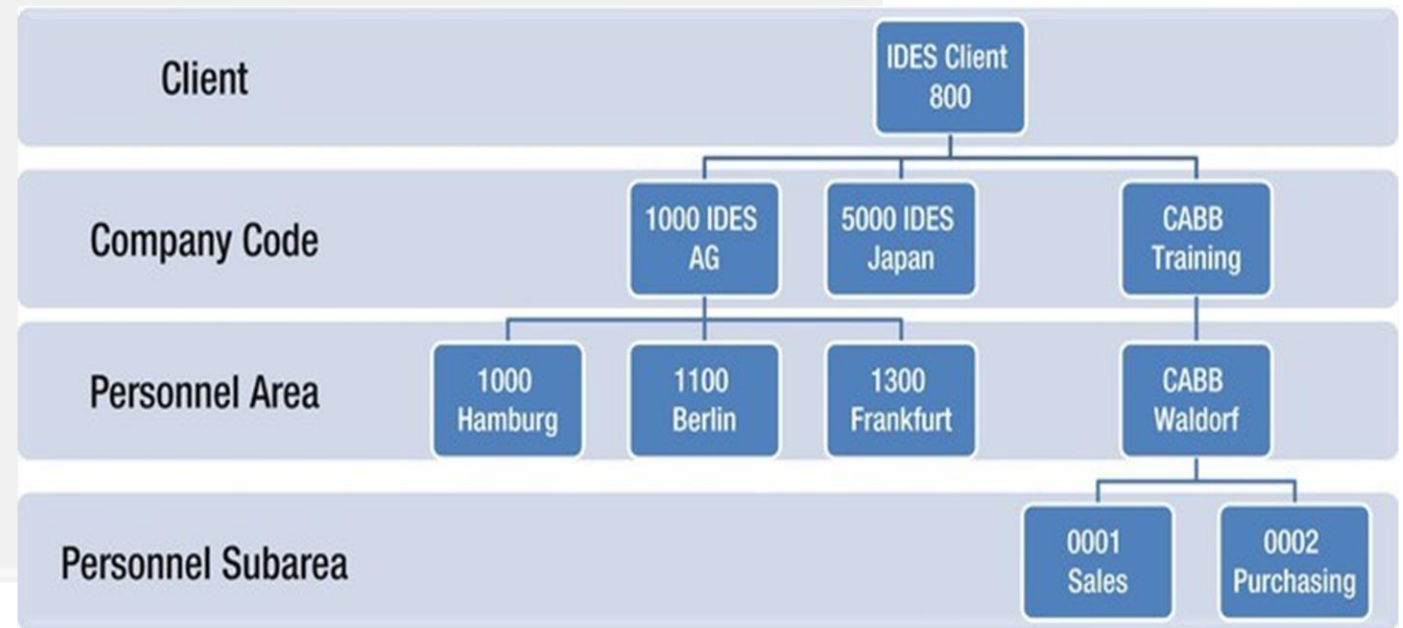 Client
IDES Client
800
Company Code
1000 IDES
AG
5000 IDES
Japan
CABB
Training
Personnel Area
1000
Hamburg
1100
Berlin
1300
Frankfurt
CABB
Waldorf
Personnel Subarea
0001
Sales
0002
Purchasing